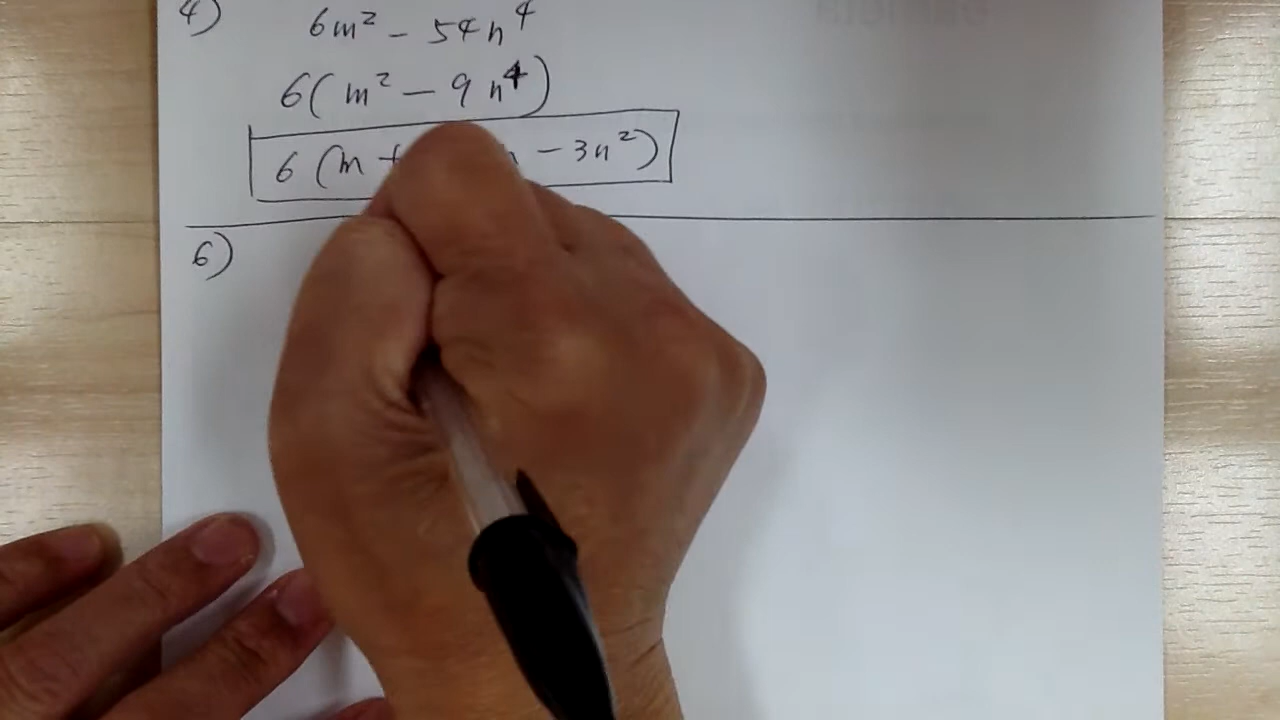 4) 6m² - 54n⁴
6(m² - 9n⁴)
6(m + - 3n²)
6)